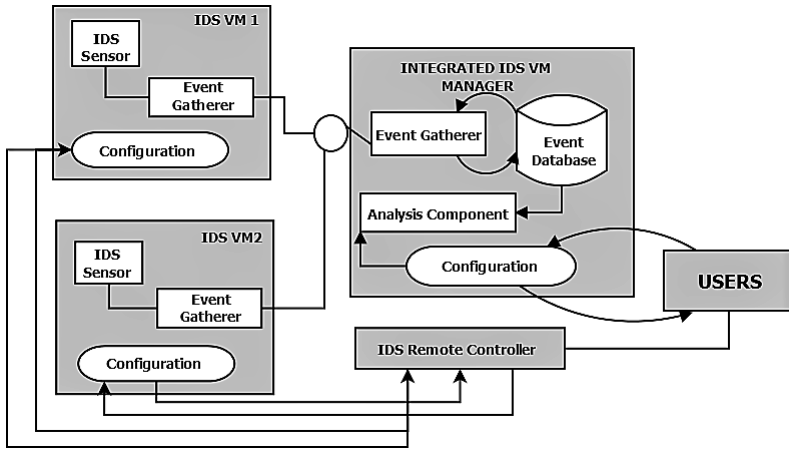 IDS VM 1
IDS
Sensor
Event
Gatherer
Configuration
IDS VM2
IDS
Sensor
Event
Gatherer
Configuration
INTEGRATED IDS VM
MANAGER
Event Gatherer
Event
Database
Analysis Component
Configuration
USERS
IDS Remote Controller